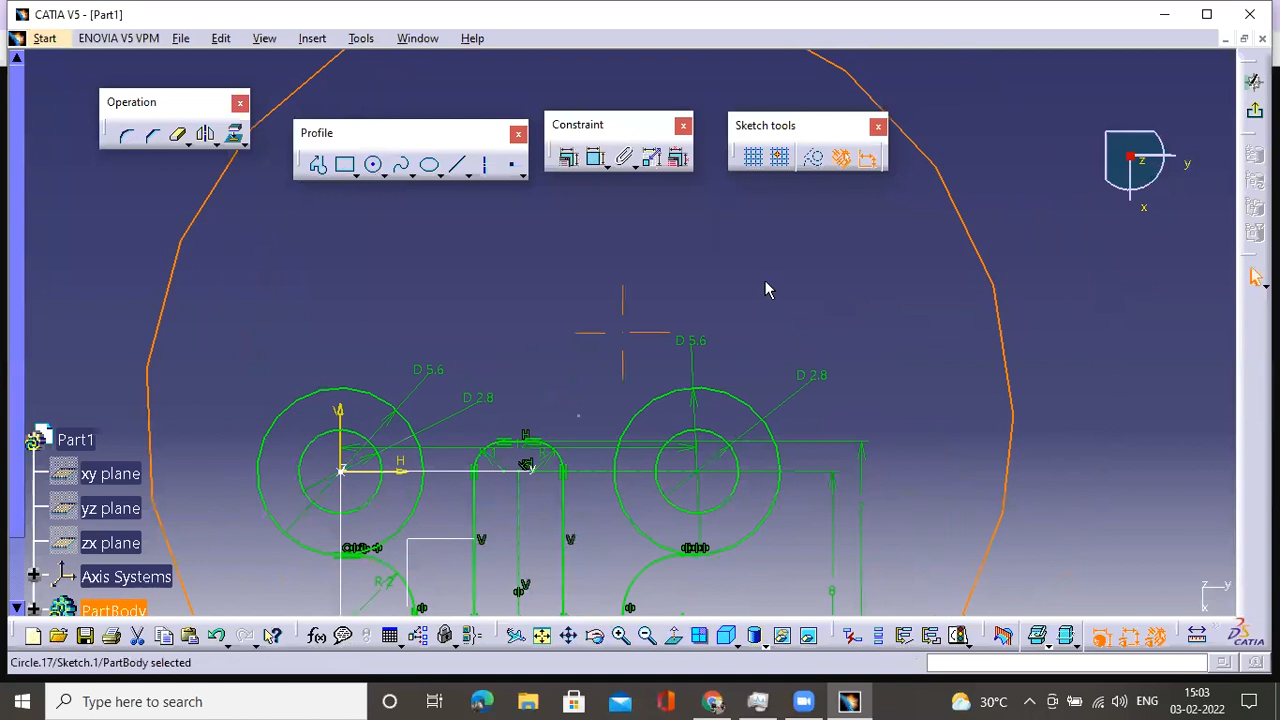 CATIA V5 - [Part1]
Start ENOVIA V5 VPM File Edit View Insert Tools Window Help
Operation
Profile
Constraint
Sketch tools
z y
x
D 5.6
D 5.6
D 2.8
D 2.8
V
H
H
y
V V
R 2
V
8
Part1
xy plane
yz plane
zx plane
Axis Systems
PartBody
z y
x
f(x)
CATIA
Circle.17/Sketch.1/PartBody selected
Type here to search
30°C
ENG
15:03
03-02-2022